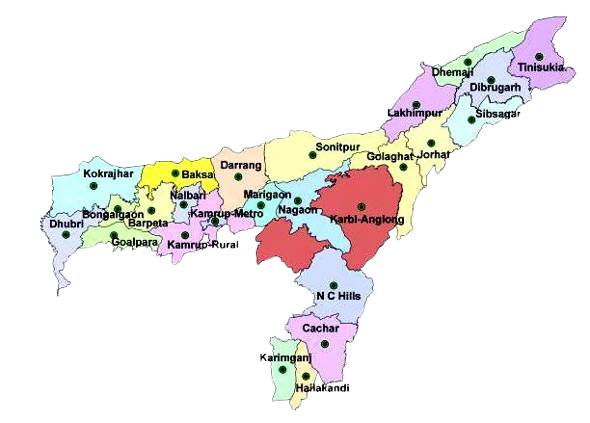 Tinisukia
Dhemaji
Dibrugarh
Lakhimpur
Sibsagar
Sonitpur
Jorhat
Golaghat
Darrang
Kokrajhar
Baksa
Nalbari
Marigaon
Bongaigaon
Kamrup-Metro
Nagaon
Karbi-Anglong
Dhubri
Barpeta
Goalpara
Kamrup-Rural
N C Hills
Cachar
Karimganj
Hailakandi